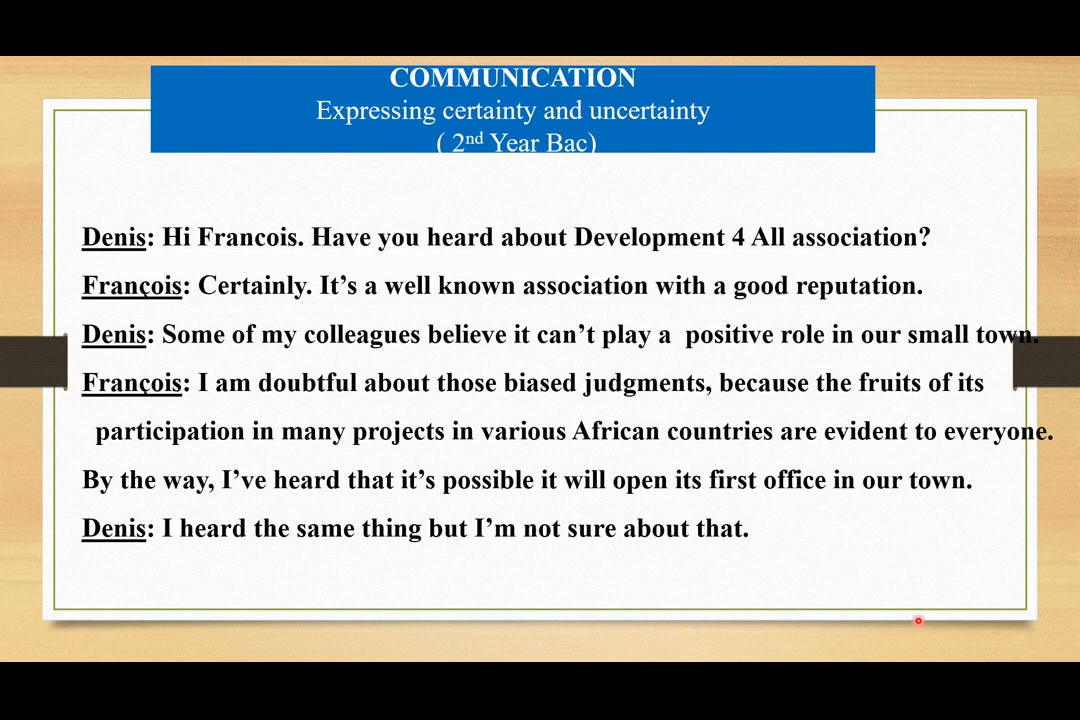 COMMUNICATION
Expressing certainty and uncertainty
( 2nd Year Bac)
Denis: Hi Francois. Have you heard about Development 4 All association?
François: Certainly. It’s a well known association with a good reputation.
Denis: Some of my colleagues believe it can’t play a  positive role in our small town.
François: I am doubtful about those biased judgments, because the fruits of its
participation in many projects in various African countries are evident to everyone.
By the way, I’ve heard that it’s possible it will open its first office in our town.
Denis: I heard the same thing but I’m not sure about that.